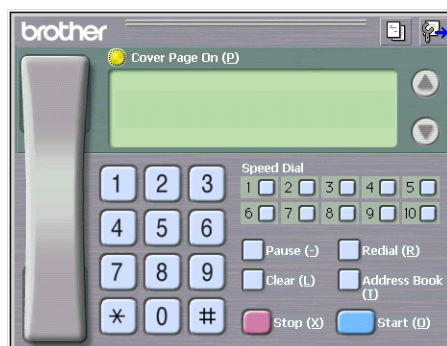 brother
Cover Page On (P)
Speed Dial
1 2 3 4 5
6 7 8 9 10
1 2 3
4 5 6
7 8 9
* 0 #
Pause (-) Redial (R)
Clear (L) Address Book (T)
Stop (X) Start (O)